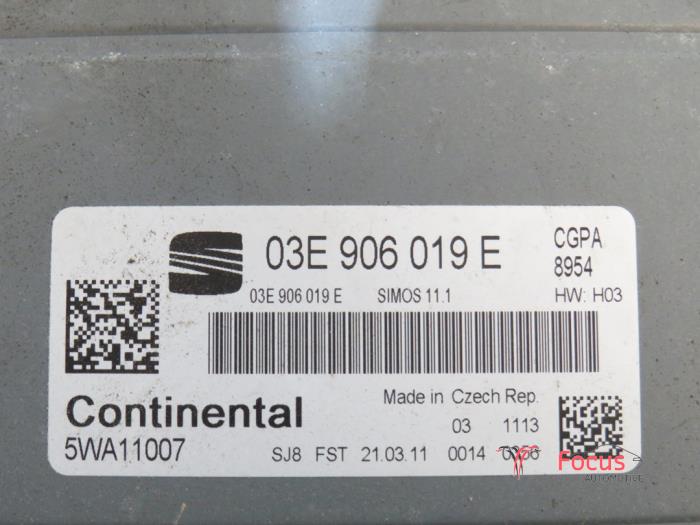 03E 906 019 E
CGPA
8954
03E 906 019 E SIMOS 11.1
HW: H03
Made in Czech Rep.
Continental
03 1113
5WA11007
SJ8 FST 21.03.11 0014
Focus
AUTOMOTIVE